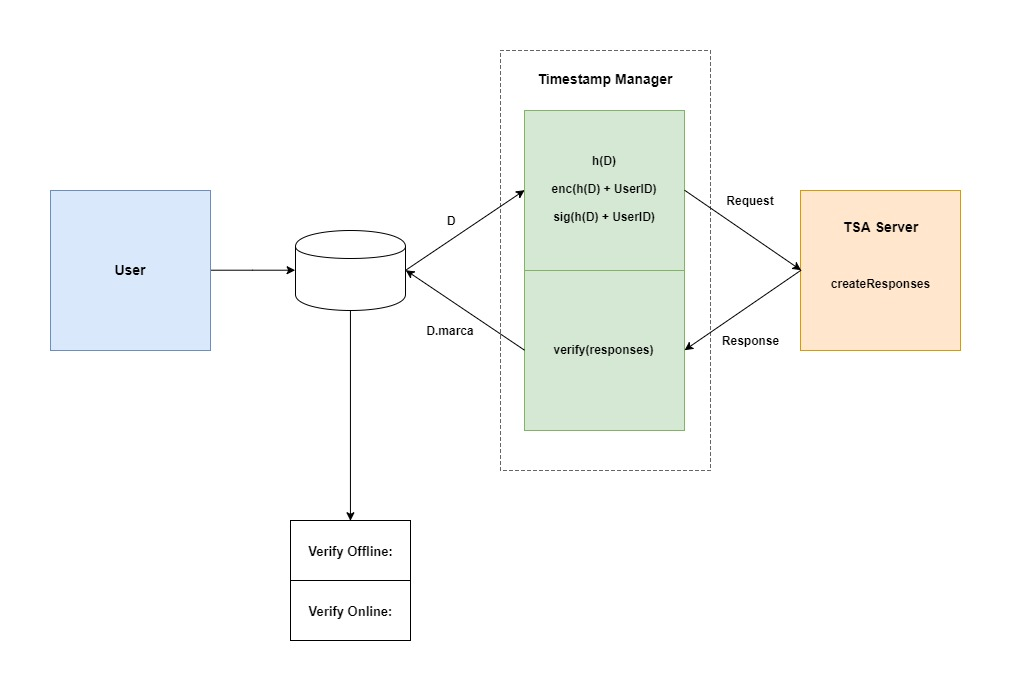 Timestamp Manager
h(D)
enc(h(D) + UserID)
sig(h(D) + UserID)
D
Request
TSA Server
User
createResponses
D.marca
verify(responses)
Response
Verify Offline:
Verify Online: